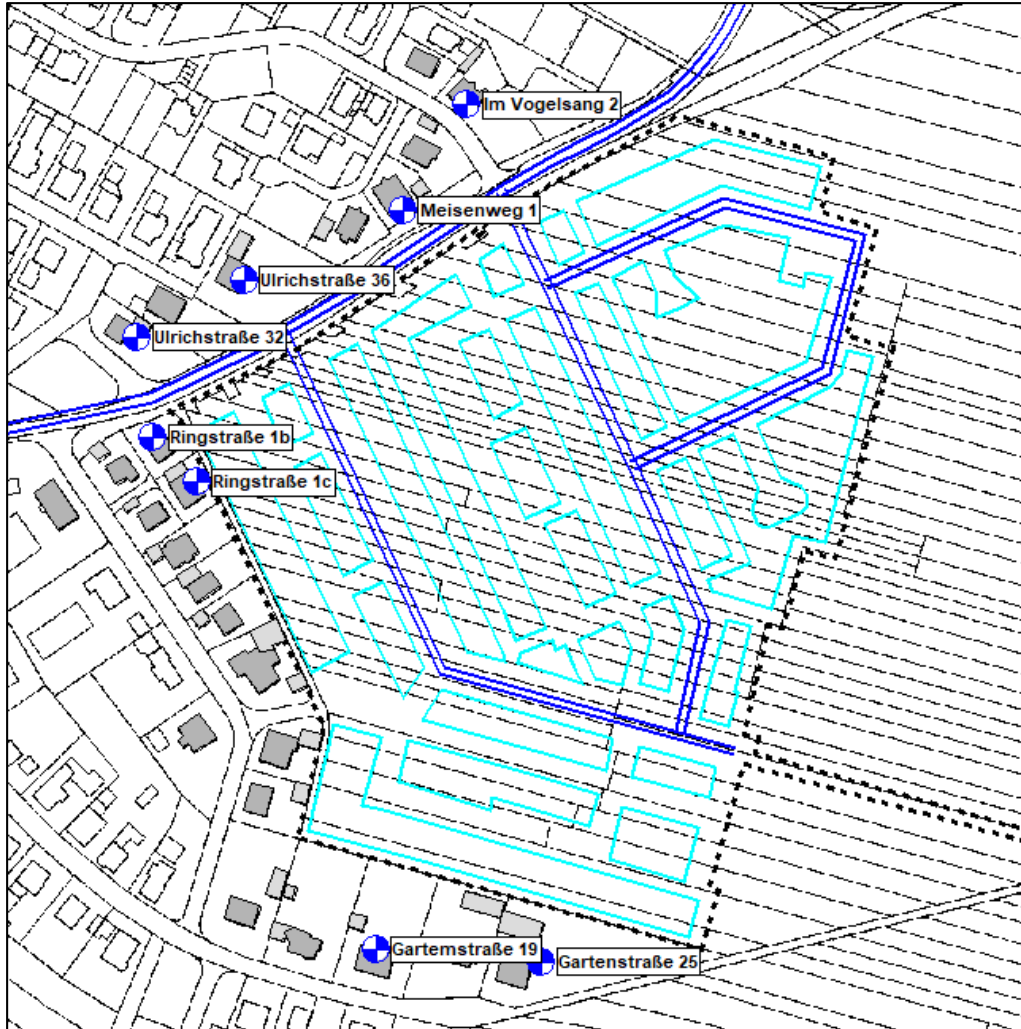 Im Vogelsang 2
Meisenweg 1
Ulrichstraße 36
Ulrichstraße 32
Ringstraße 1b
Ringstraße 1c
Gartemstraße 19
Gartenstraße 25